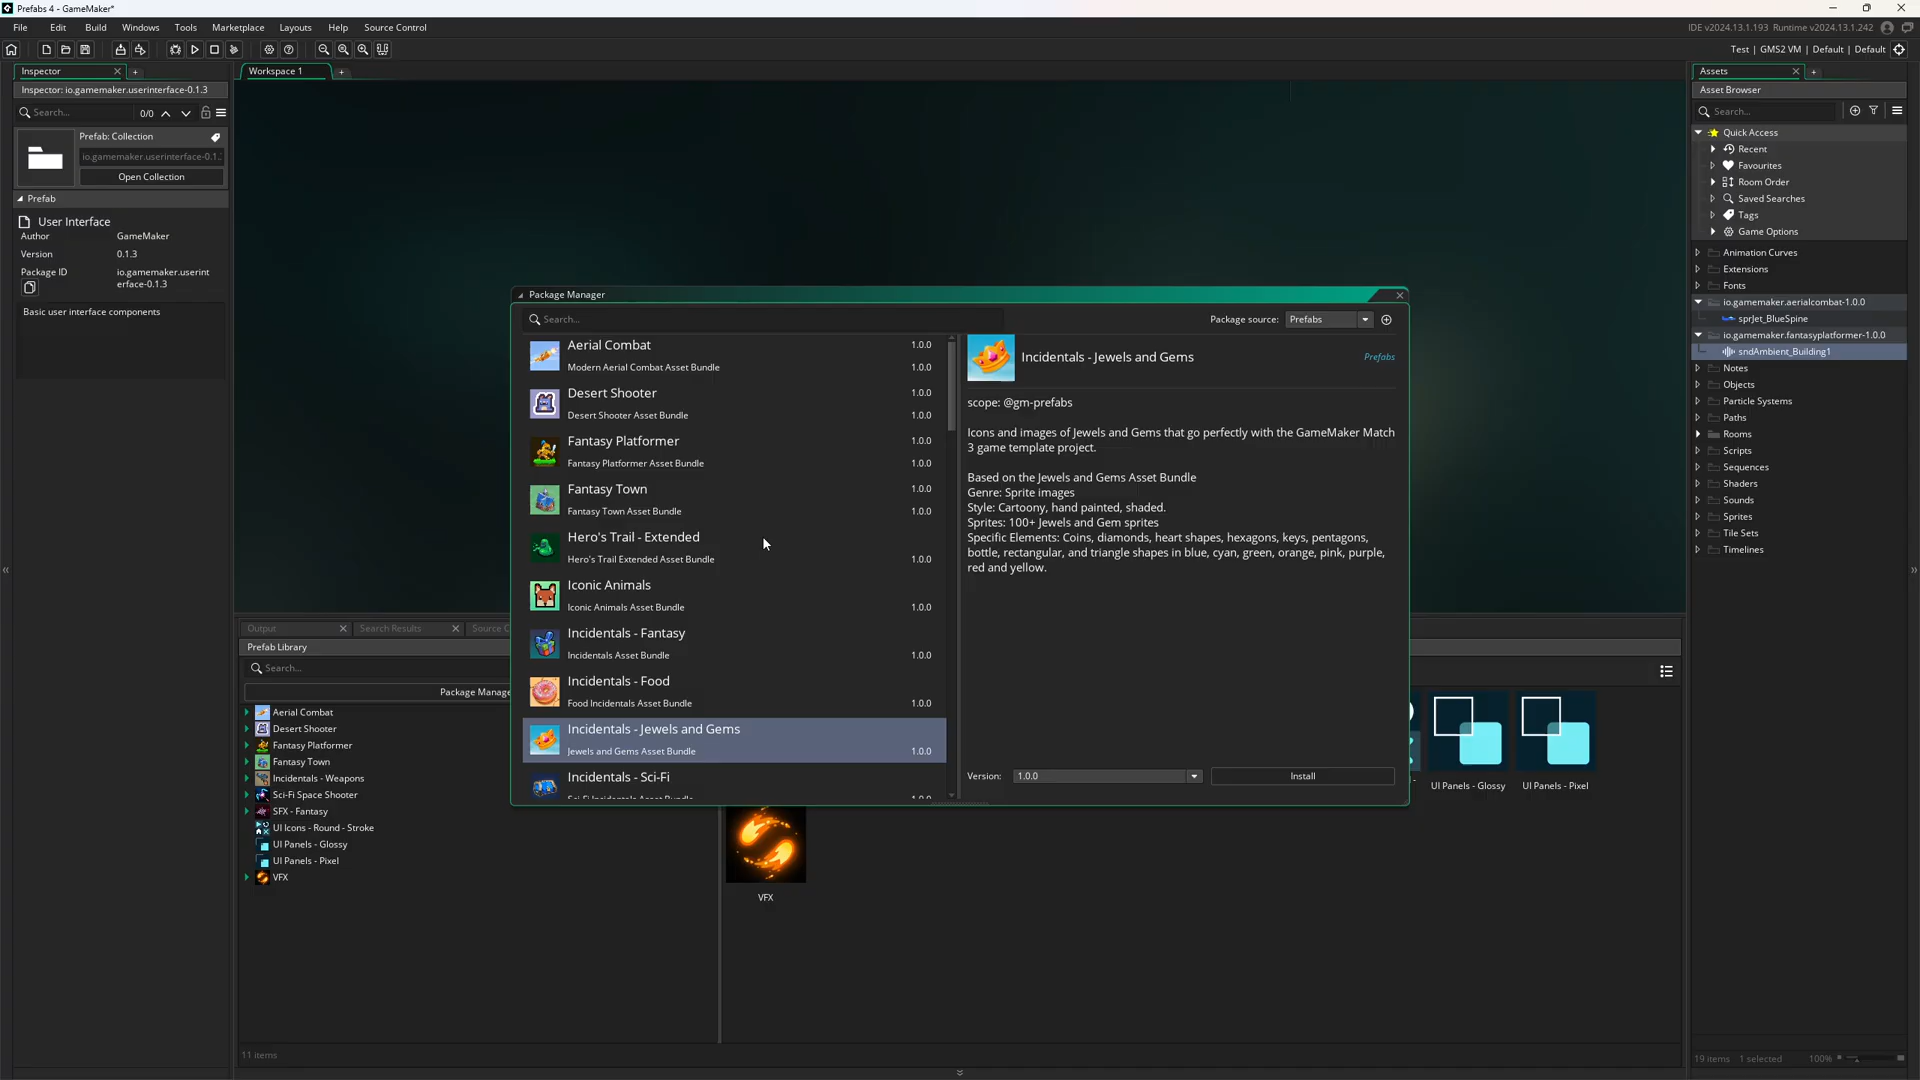 Prefabs 4 - GameMaker*
File Edit Build Windows Tools Marketplace Layouts Help Source Control
IDE v2024.13.1.193 Runtime v2024.13.1.242
Test | GMS2 VM | Default | Default
Inspector
Inspector: io.gamemaker.userinterface-0.1.3
Search...
0/0
Prefab: Collection
io.gamemaker.userinterface-0.1.
Open Collection
Prefab
User Interface
Author GameMaker
Version 0.1.3
Package ID io.gamemaker.userint
erface-0.1.3
Basic user interface components
Workspace 1
Package Manager
Search...
Package source: Prefabs
Aerial Combat 1.0.0
Modern Aerial Combat Asset Bundle 1.0.0
Desert Shooter 1.0.0
Desert Shooter Asset Bundle 1.0.0
Fantasy Platformer 1.0.0
Fantasy Platformer Asset Bundle 1.0.0
Fantasy Town 1.0.0
Fantasy Town Asset Bundle 1.0.0
Hero's Trail - Extended
Hero's Trail Extended Asset Bundle 1.0.0
Iconic Animals
Iconic Animals Asset Bundle 1.0.0
Incidentals - Fantasy
Incidentals Asset Bundle 1.0.0
Incidentals - Food
Food Incidentals Asset Bundle 1.0.0
Incidentals - Jewels and Gems
Jewels and Gems Asset Bundle 1.0.0
Incidentals - Sci-Fi
Sci-Fi Incidentals Asset Bundle 1.0.0
Incidentals - Jewels and Gems
Prefabs
scope: @gm-prefabs
Icons and images of Jewels and Gems that go perfectly with the GameMaker Match
3 game template project.
Based on the Jewels and Gems Asset Bundle
Genre: Sprite images
Style: Cartoony, hand painted, shaded.
Sprites: 100+ Jewels and Gem sprites
Specific Elements: Coins, diamonds, heart shapes, hexagons, keys, pentagons,
bottle, rectangular, and triangle shapes in blue, cyan, green, orange, pink, purple,
red and yellow.
Version: 1.0.0
Install
Output Search Results Source C
Prefab Library
Search...
Package Manage
Aerial Combat
Desert Shooter
Fantasy Platformer
Fantasy Town
Incidentals - Weapons
Sci-Fi Space Shooter
SFX - Fantasy
UI Icons - Round - Stroke
UI Panels - Glossy
UI Panels - Pixel
VFX
11 items
UI Panels - Glossy
UI Panels - Pixel
VFX
Assets
Asset Browser
Search...
Quick Access
Recent
Favourites
Room Order
Saved Searches
Tags
Game Options
Animation Curves
Extensions
Fonts
io.gamemaker.aerialcombat-1.0.0
sprJet_BlueSpine
io.gamemaker.fantasyplatformer-1.0.0
sndAmbient_Building1
Notes
Objects
Particle Systems
Paths
Rooms
Scripts
Sequences
Shaders
Sounds
Sprites
Tile Sets
Timelines
19 items 1 selected 100%